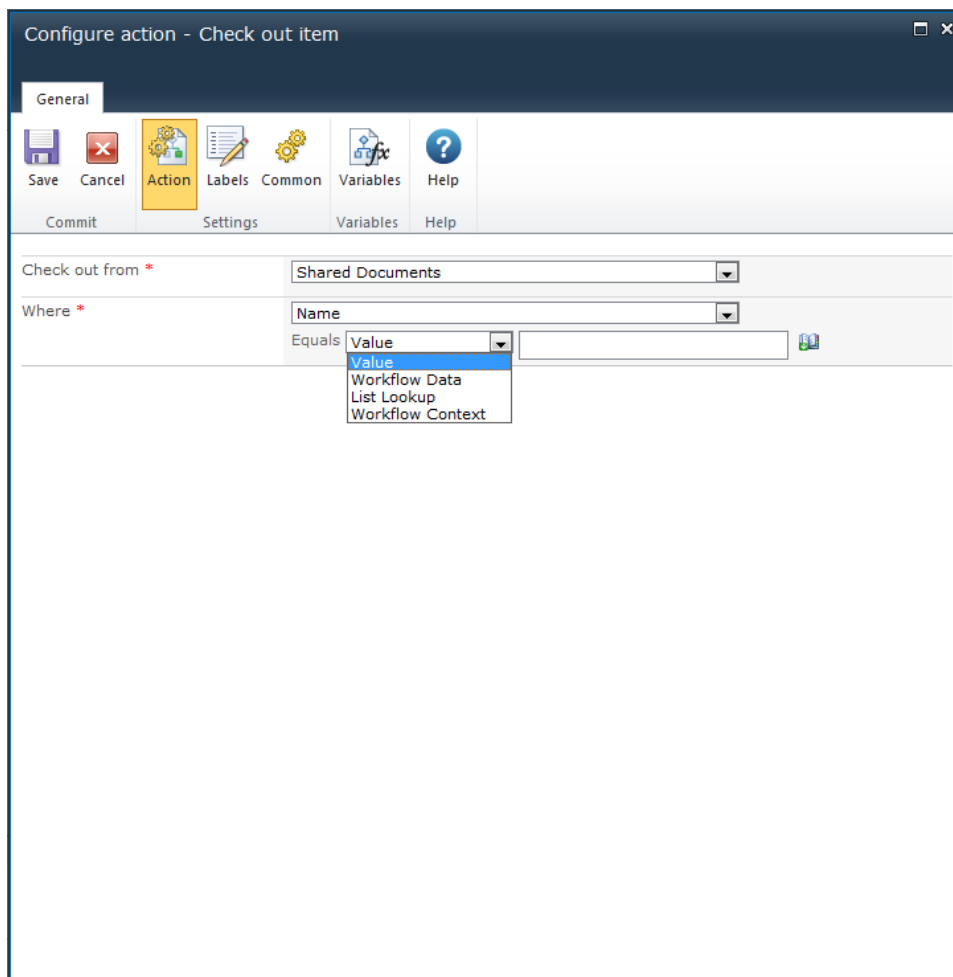 Configure action - Check out item
General
Save Cancel Action Labels Common Variables Help
Commit Settings Variables Help
Check out from * Shared Documents
Where * Name
Equals Value
Value
Workflow Data
List Lookup
Workflow Context